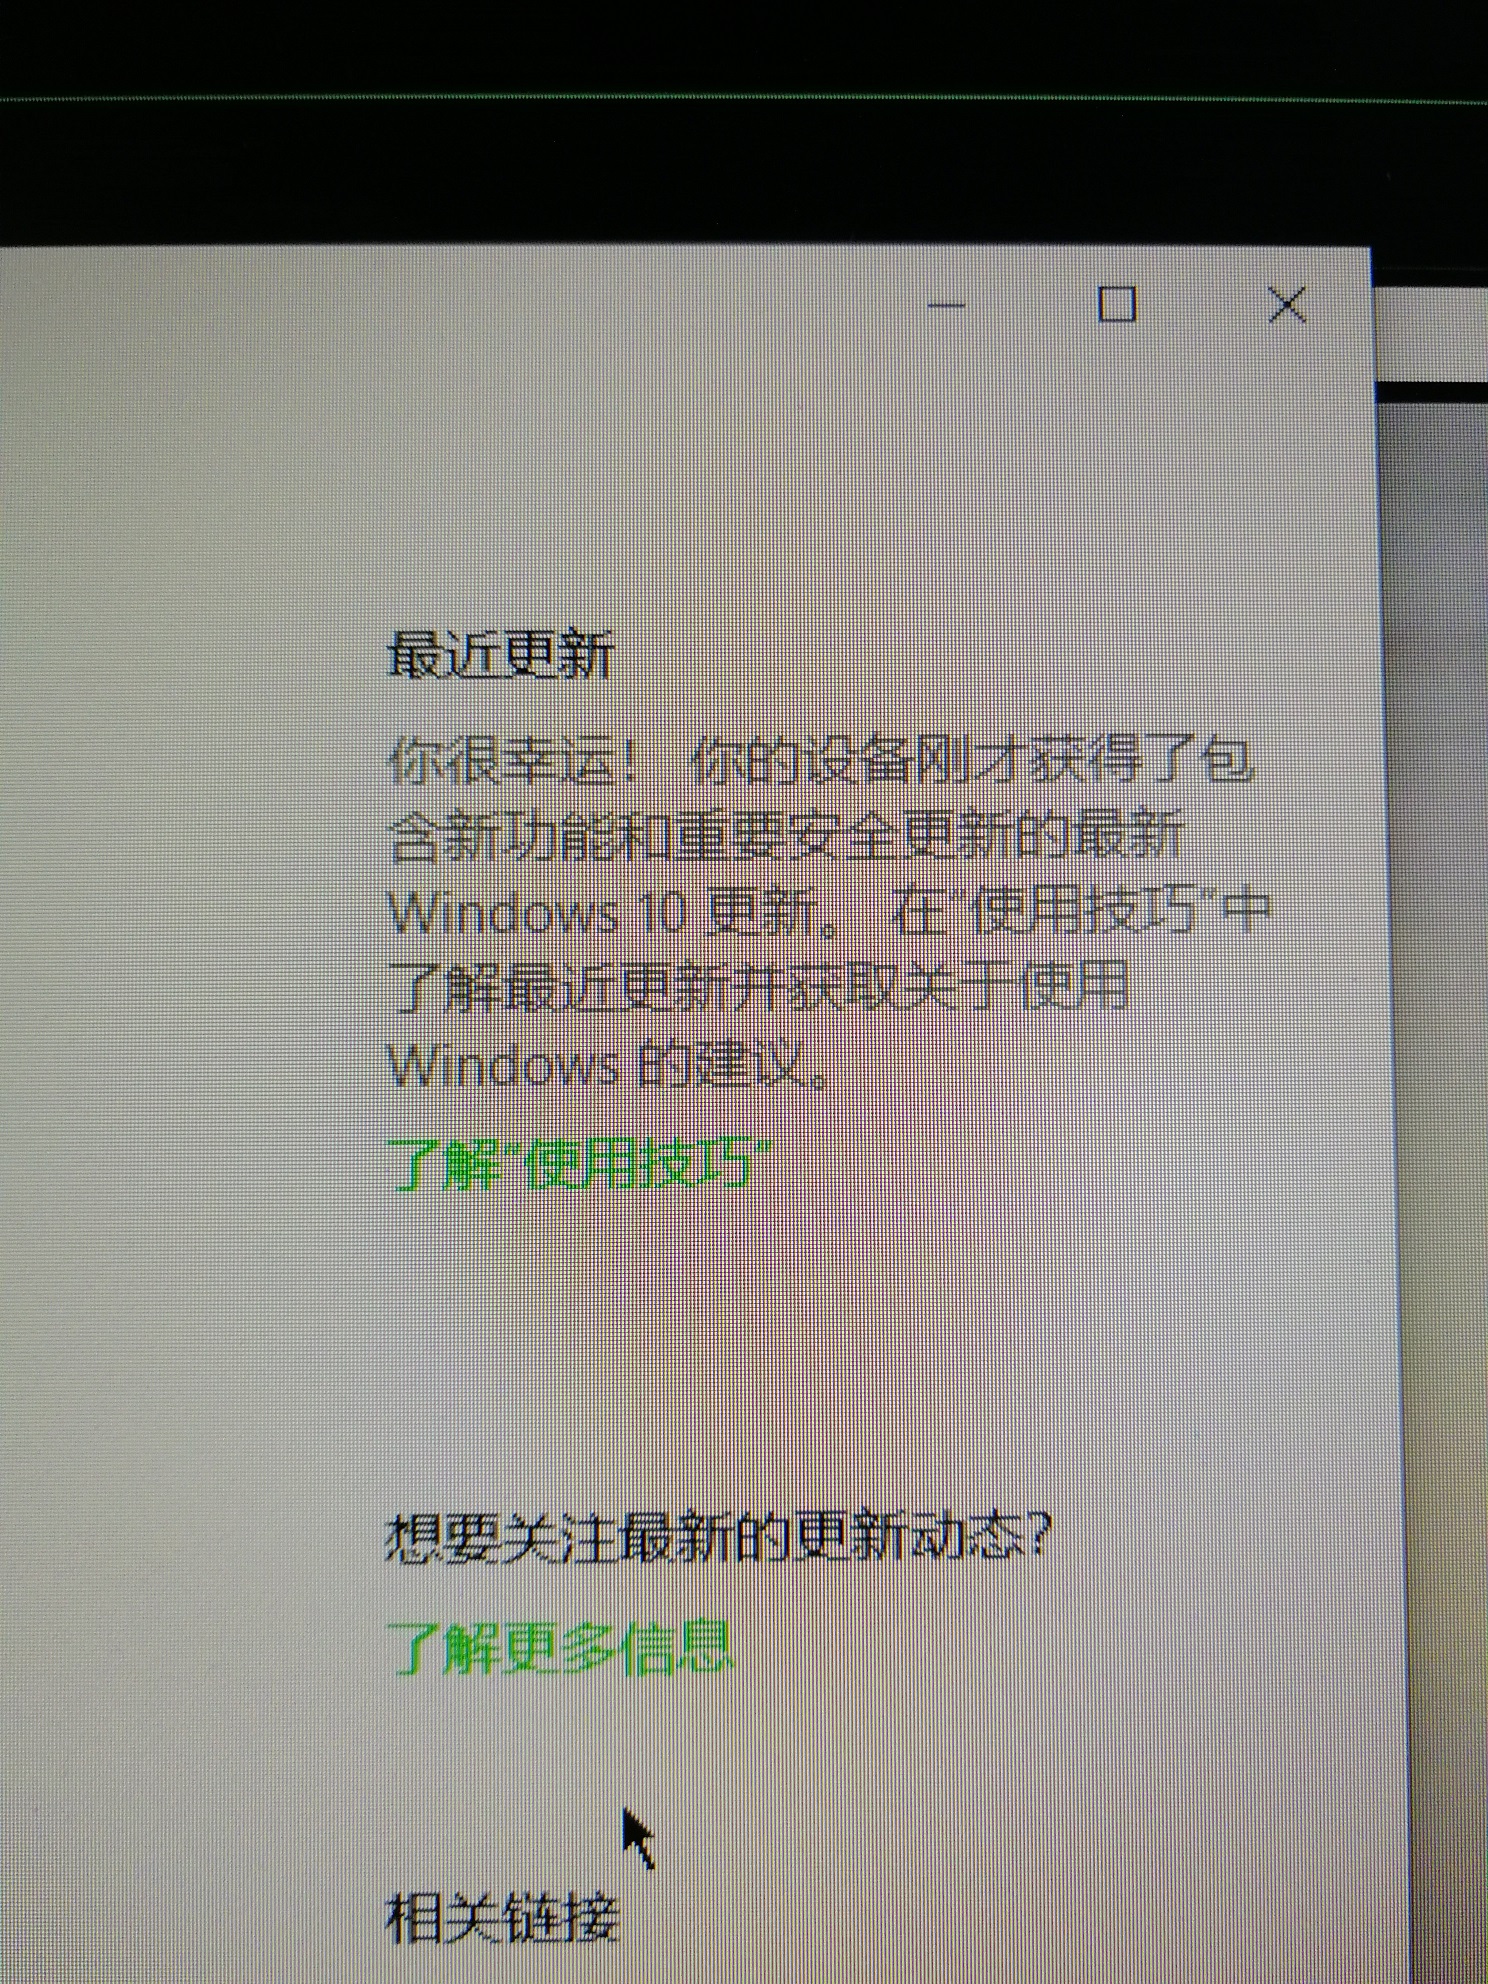 最近更新
你很幸运！ 你的设备刚才获得了包
含新功能和重要安全更新的最新
Windows 10 更新。 在"使用技巧"中
了解最近更新并获取关于使用
Windows 的建议。
了解"使用技巧"
想要关注最新的更新动态?
了解更多信息
相关链接